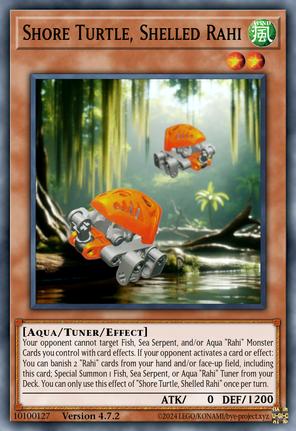 Shore Turtle, Shelled Rahi
WIND
風
[Aqua/Tuner/Effect]
Your opponent cannot target Fish, Sea Serpent, and/or Aqua "Rahi" Monster
Cards you control with card effects. If your opponent activates a card or effect:
You can banish 2 "Rahi" cards from your hand and/or face-up field, including
this card; Special Summon 1 Fish, Sea Serpent, or Aqua "Rahi" Tuner from your
Deck. You can only use this effect of "Shore Turtle, Shelled Rahi" once per turn.
ATK/ 0 DEF/1200
10100127 Version 4.7.2 ©2024 LEGO/KONAMI/bye-project.xyz